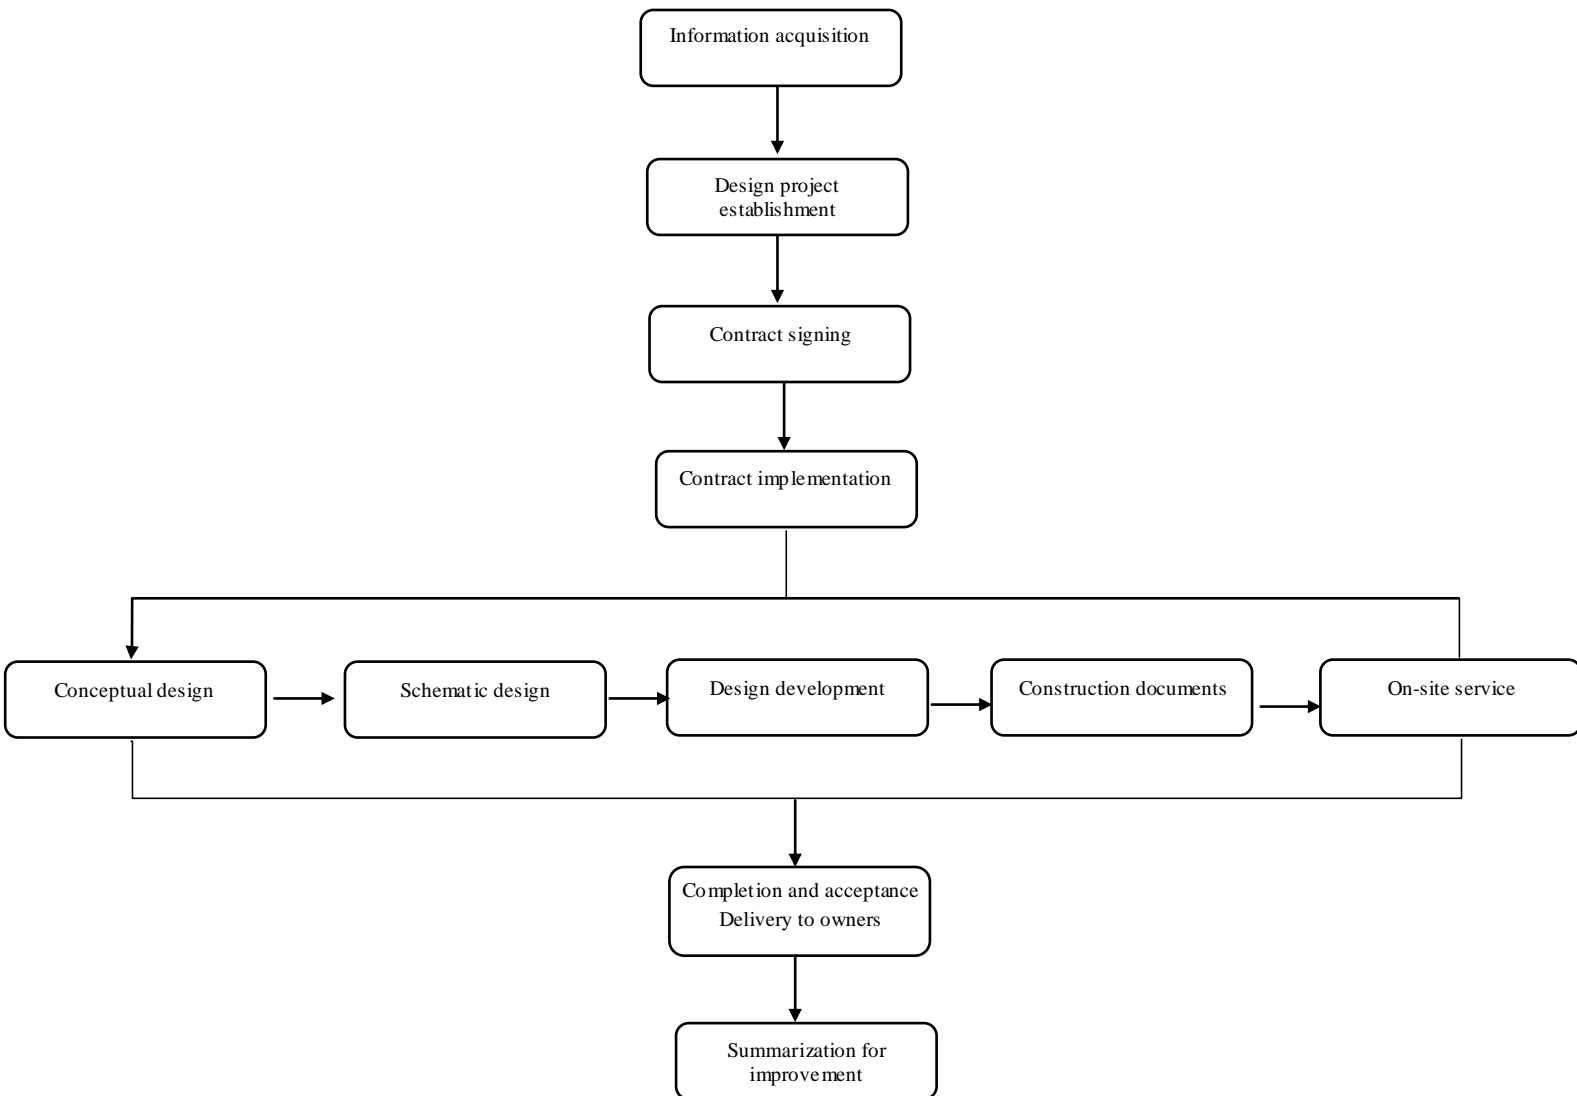 Information acquisition
Design project
establishment
Contract signing
Contract implementation
Conceptual design
Schematic design
Design development
Construction documents
On-site service
Completion and acceptance
Delivery to owners
Summarization for
improvement